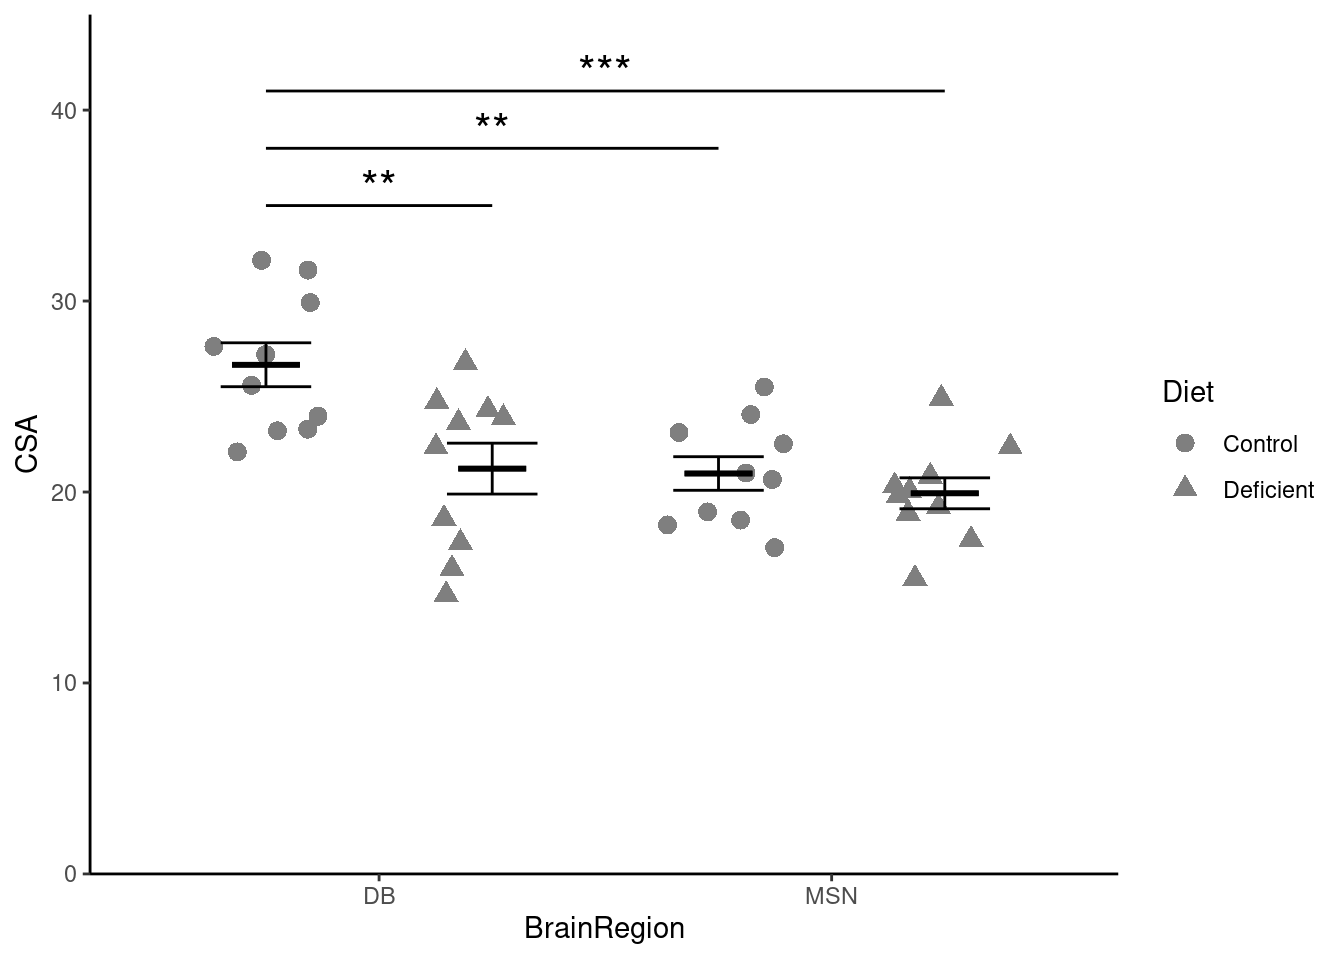 ***
**
**
40
30
20
10
0
CSA
DB
MSN
BrainRegion
Diet
Control
Deficient